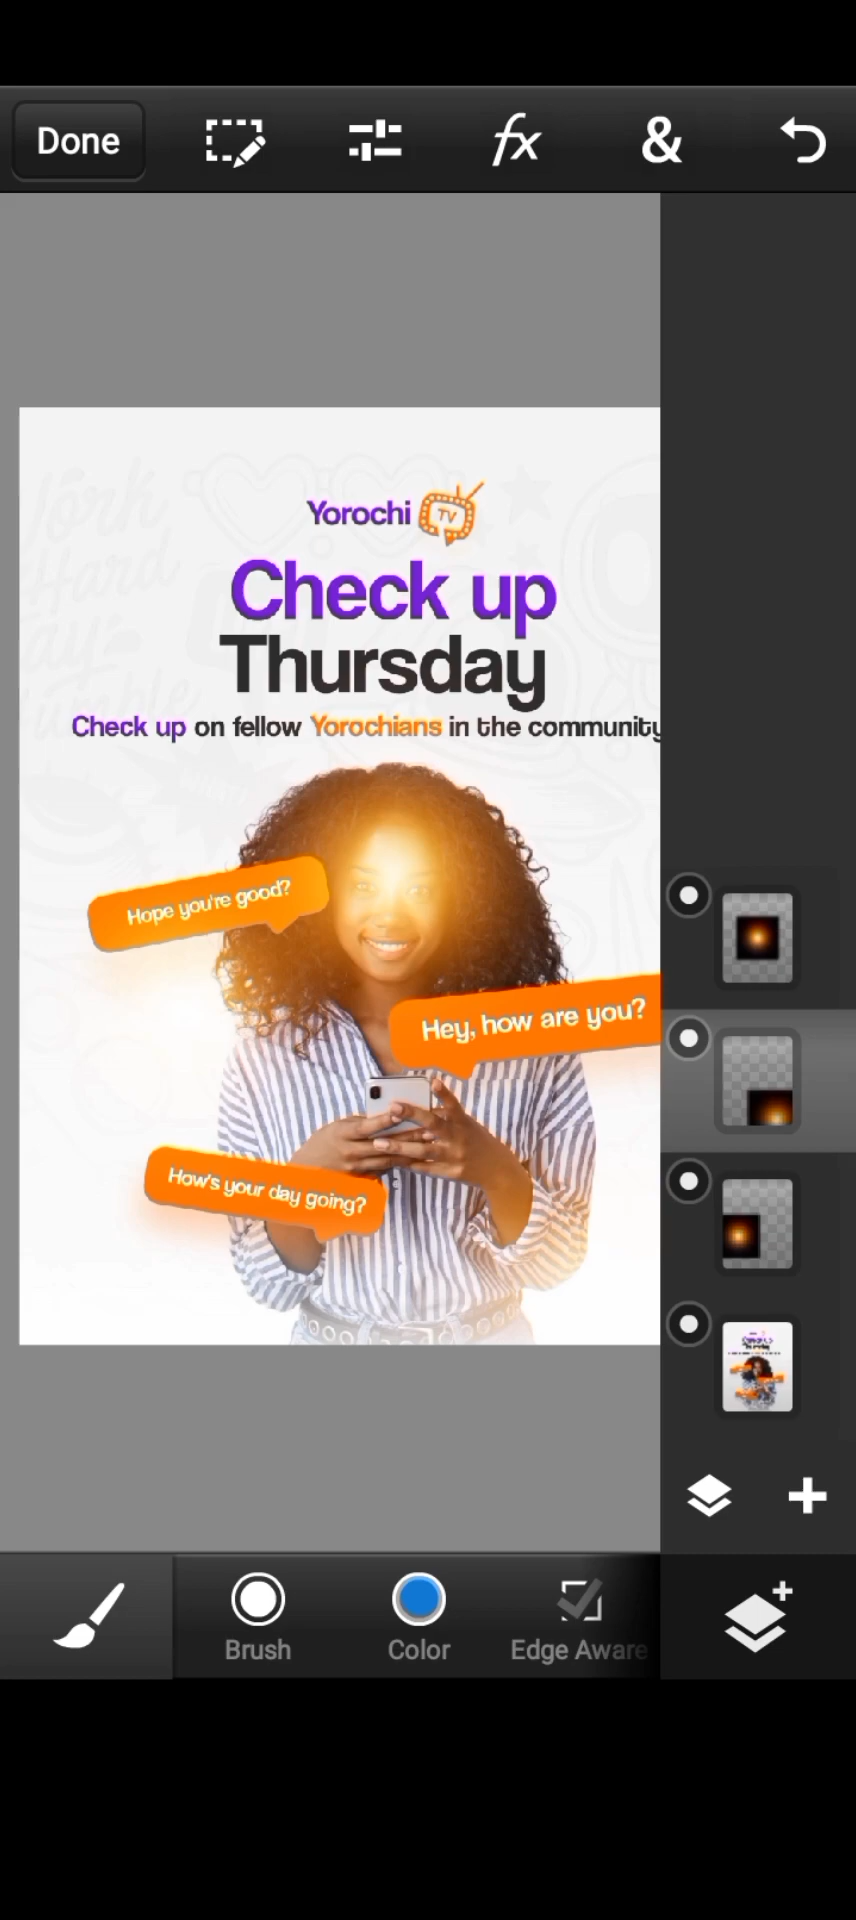 Done
fx
&
Yorochi TV
Check up
Thursday
Check up on fellow Yorochians in the community
Hope you're good?
Hey, how are you?
How's your day going?
Brush
Color
Edge Aware